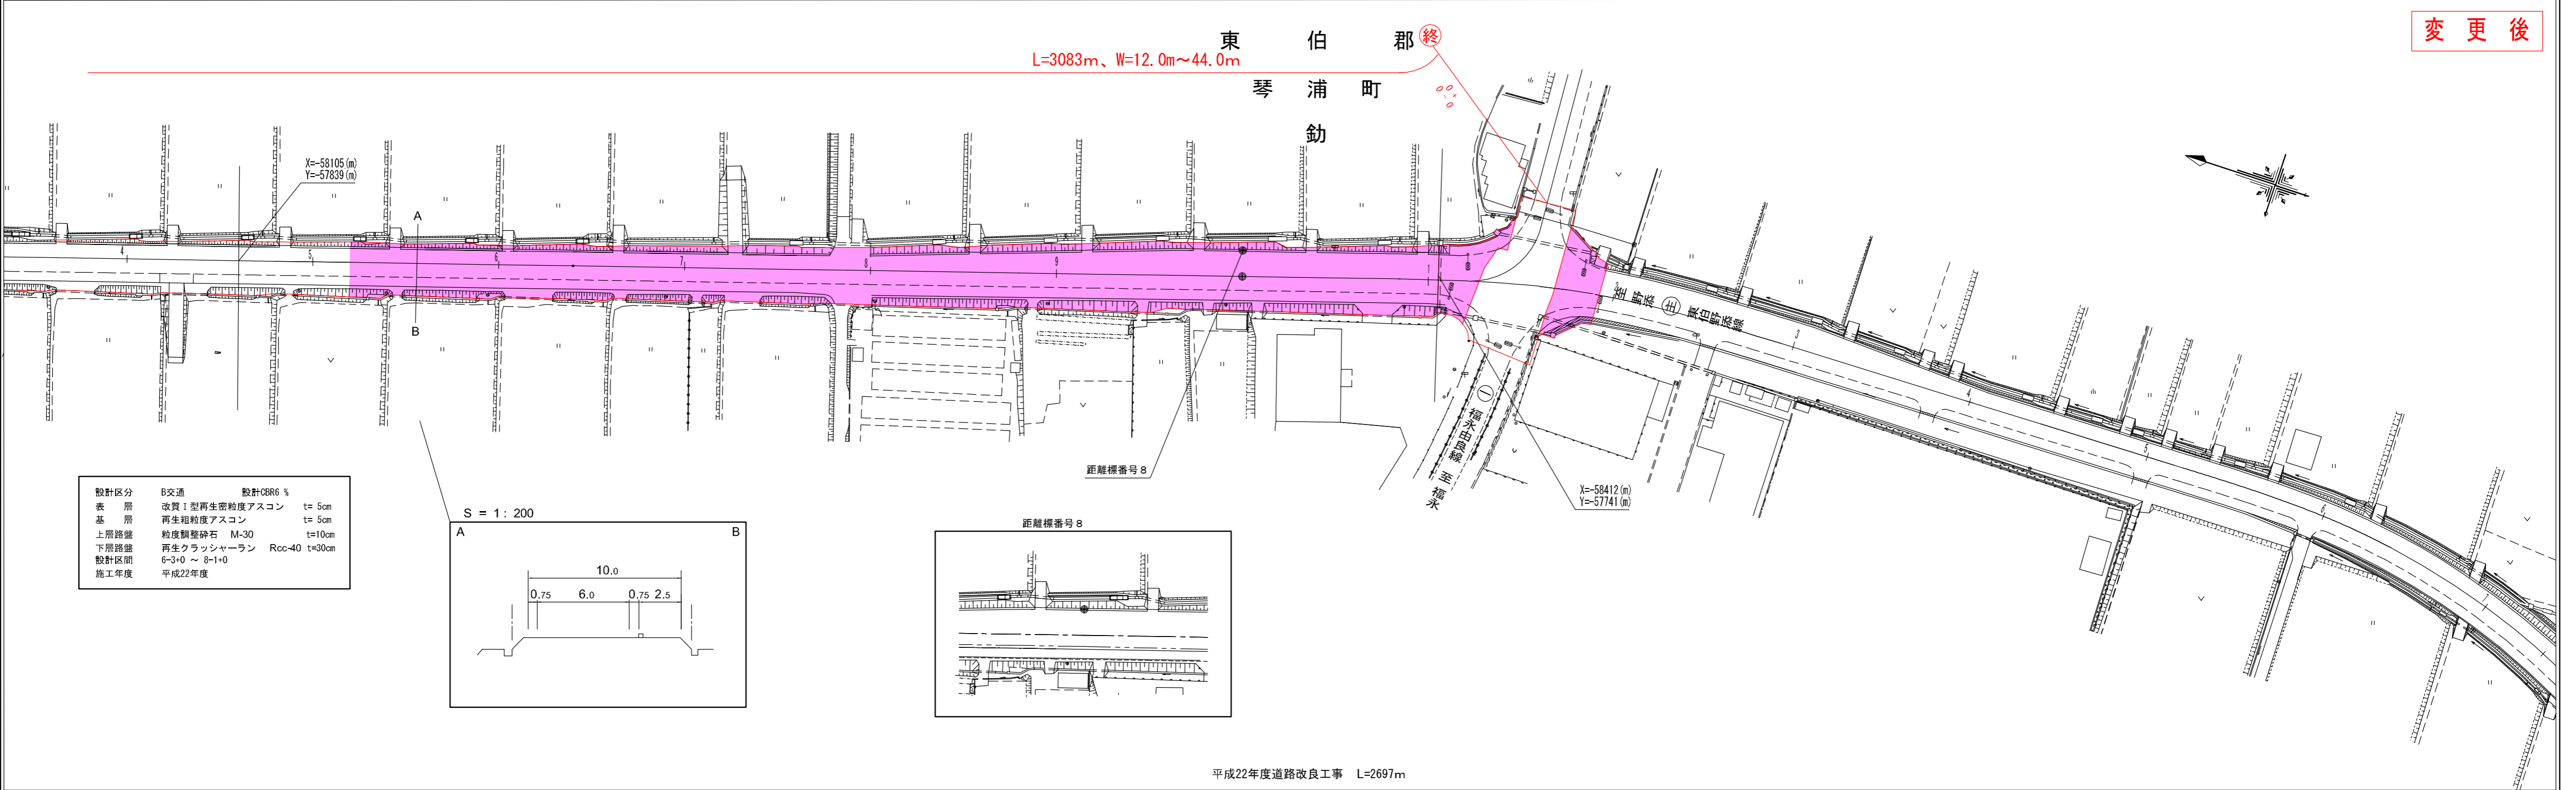 変更後
東伯郡 終
L=3083m、W=12.0m～44.0m
琴浦町
釛
X=-58105(m)
Y=-57839(m)
A
B
4
5
6
7
8
9
至 野添 主 東伯野添線
一 福永由良線 至 福永
距離標番号8
X=-58412(m)
Y=-57741(m)
設計区分 B交通 設計CBR6 %
表層 改質Ⅰ型再生密粒度アスコン t= 5cm
基層 再生粗粒度アスコン t= 5cm
上層路盤 粒度調整砕石 M-30 t=10cm
下層路盤 再生クラッシャーラン Rcc-40 t=30cm
設計区間 6-3+0 ～ 8-1+0
施工年度 平成22年度
S = 1：200
A B
10.0
0.75 6.0 0.75 2.5
距離標番号8
平成22年度道路改良工事 L=2697m